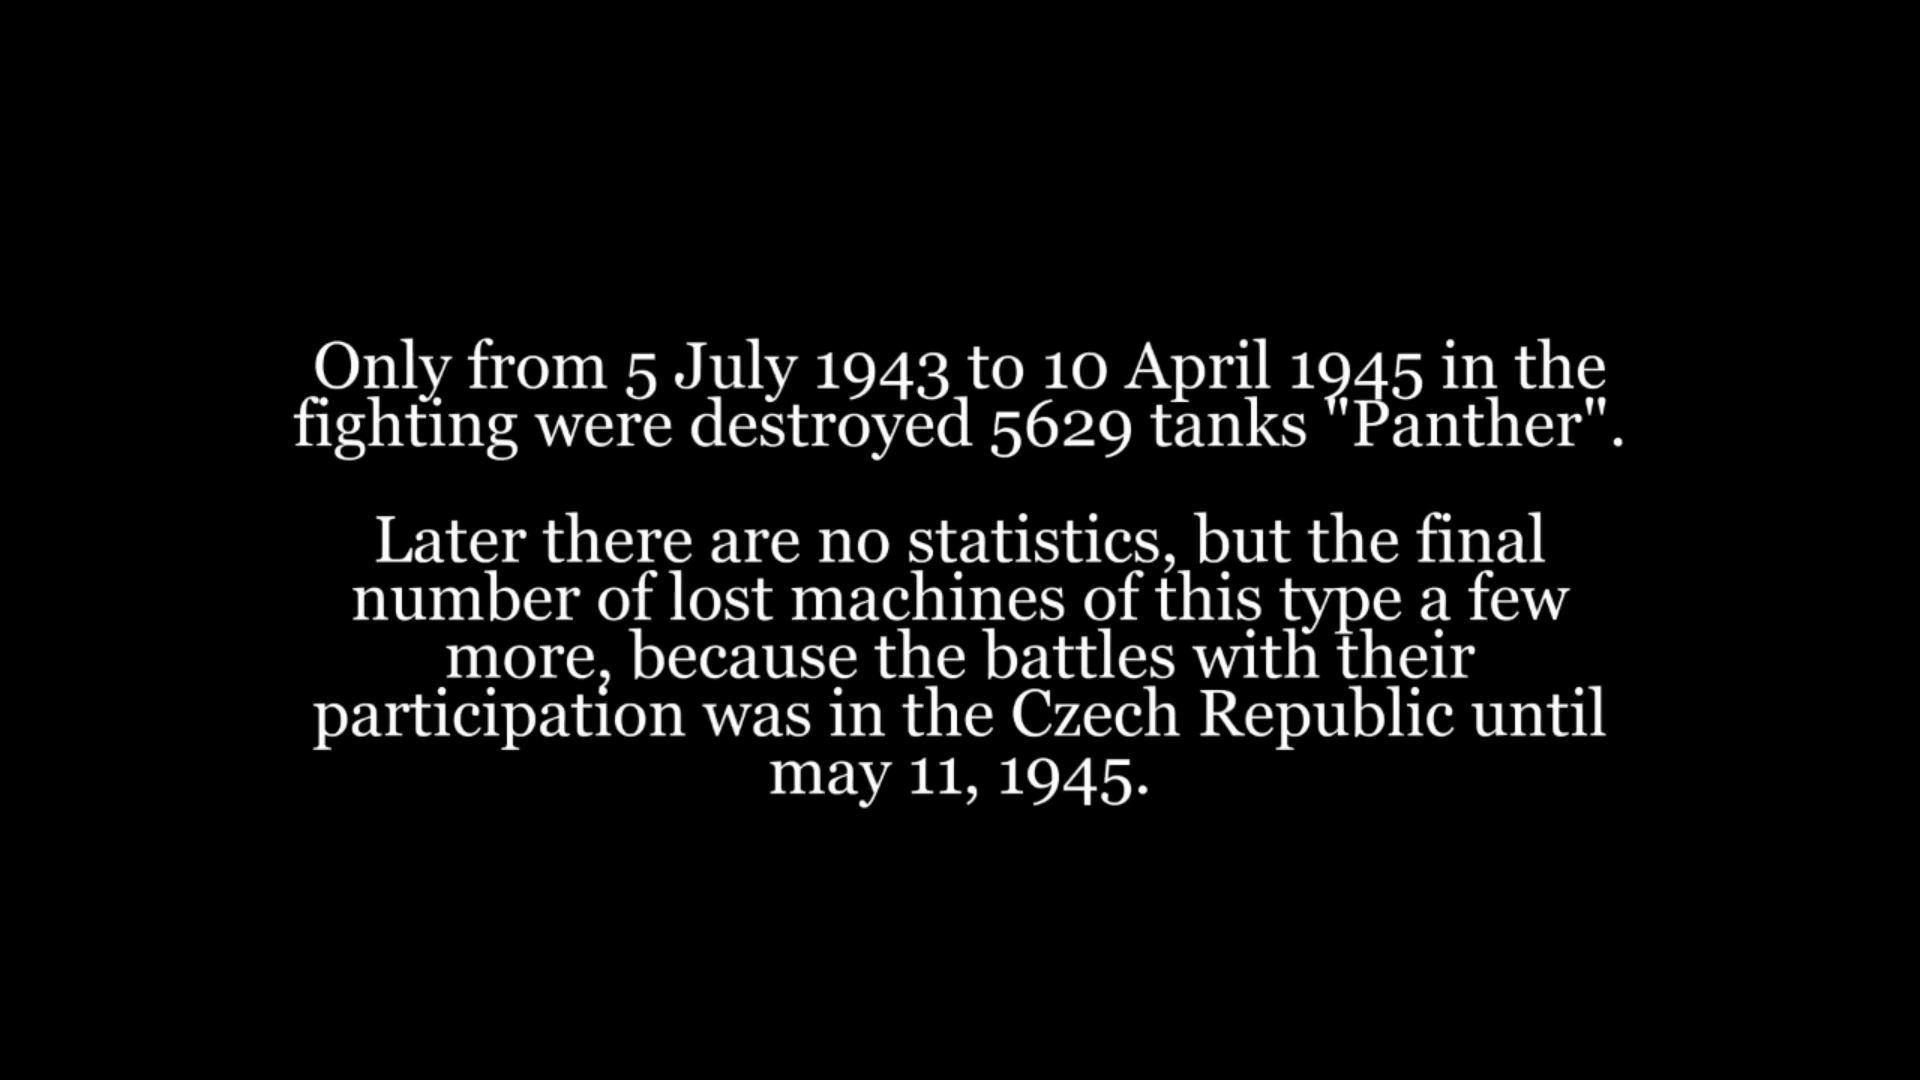 Only from 5 July 1943 to 10 April 1945 in the
fighting were destroyed 5629 tanks "Panther".
Later there are no statistics, but the final
number of lost machines of this type a few
more, because the battles with their
participation was in the Czech Republic until
may 11, 1945.